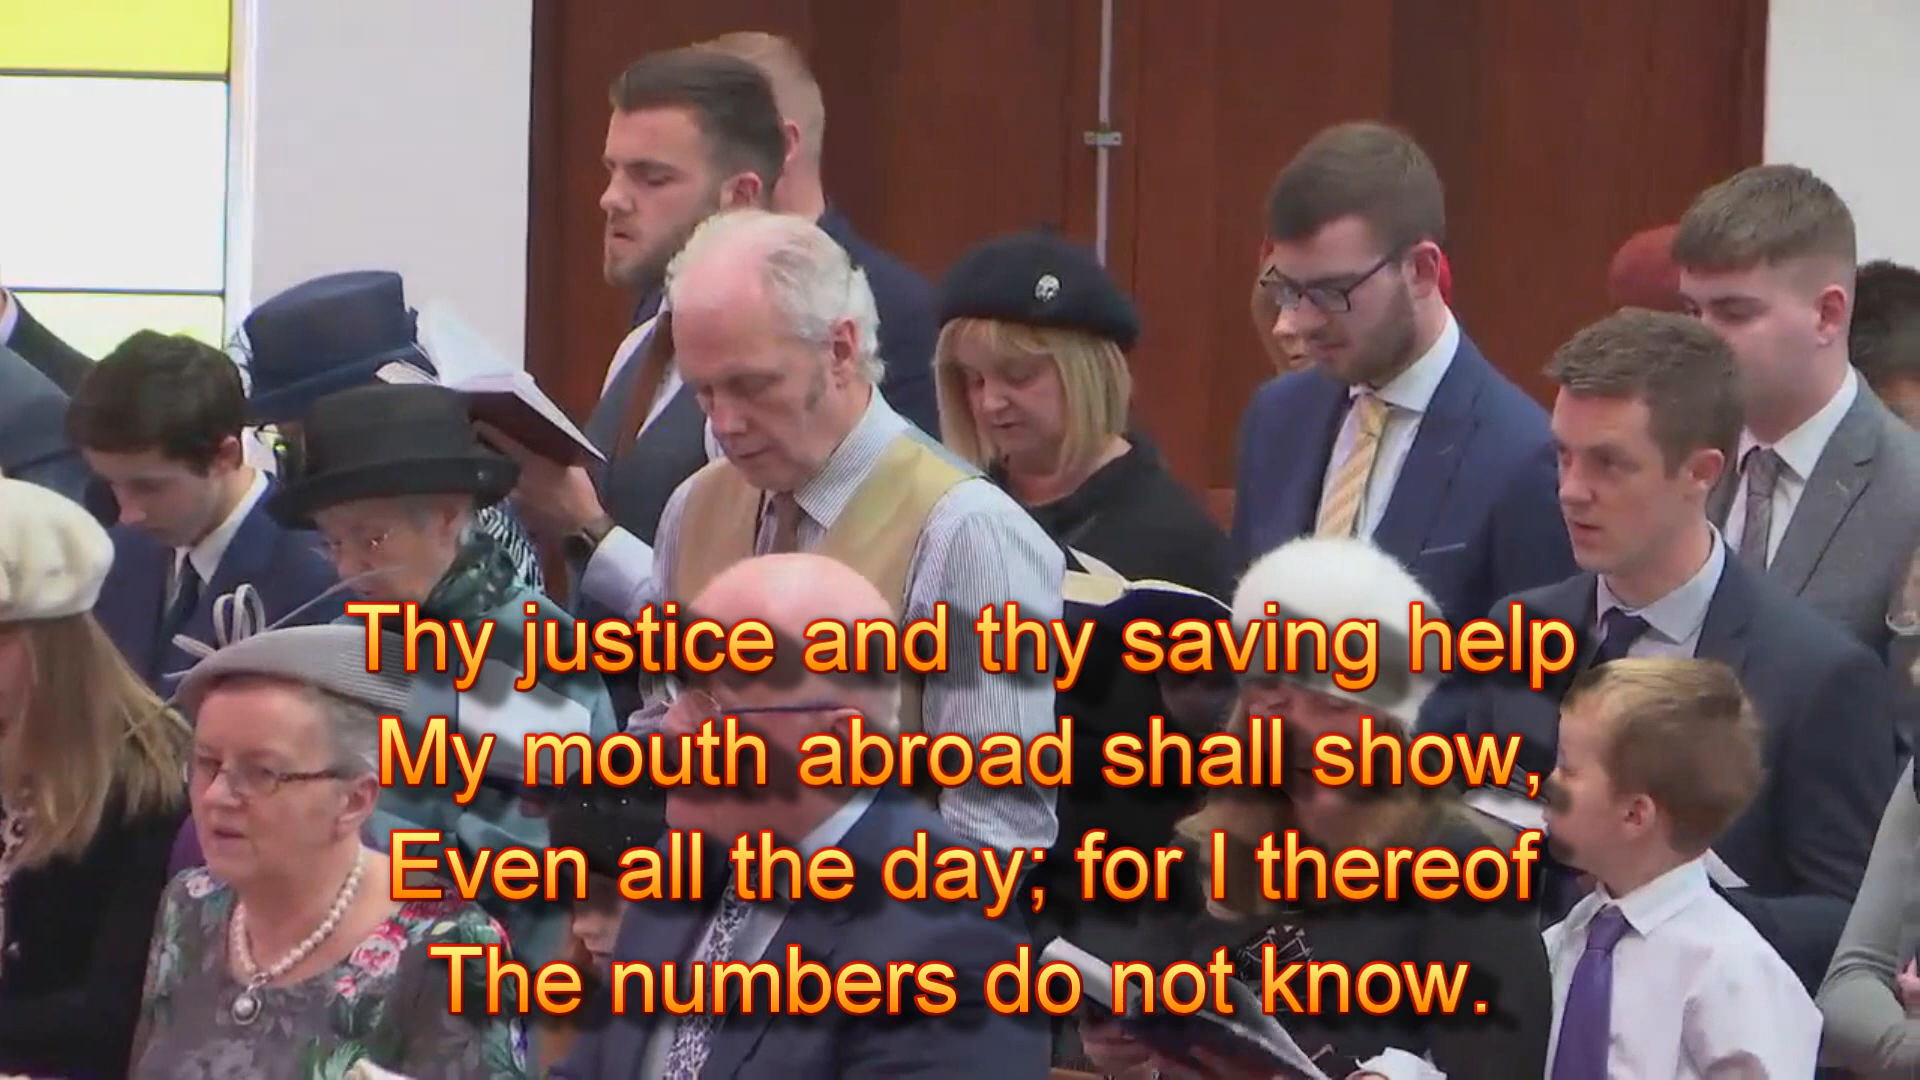 Thy justice and thy saving help
My mouth abroad shall show,
Even all the day; for I thereof
The numbers do not know.